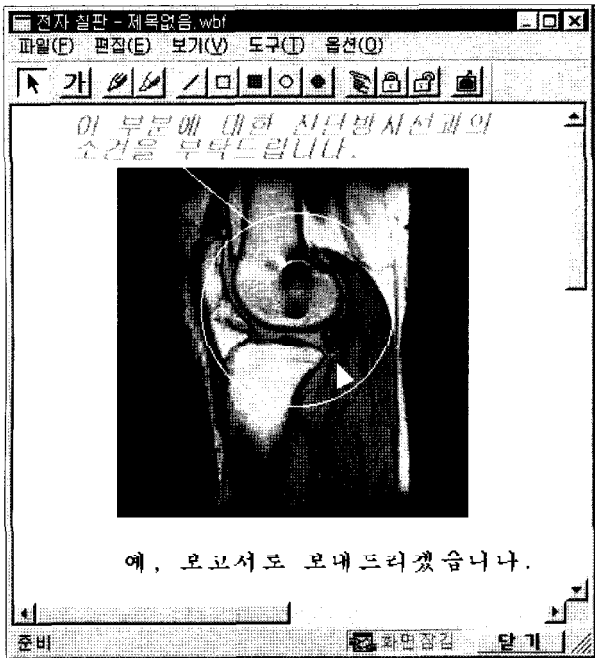 전자 칠판 - 제목없음.wbf
파일(F) 편집(E) 보기(V) 도구(T) 옵션(O)
가
이 부분에 대한 진단방사선과의
소견을 부탁드립니다.
예, 보고서도 보내드리겠습니다.
준비 화면잠김 닫기